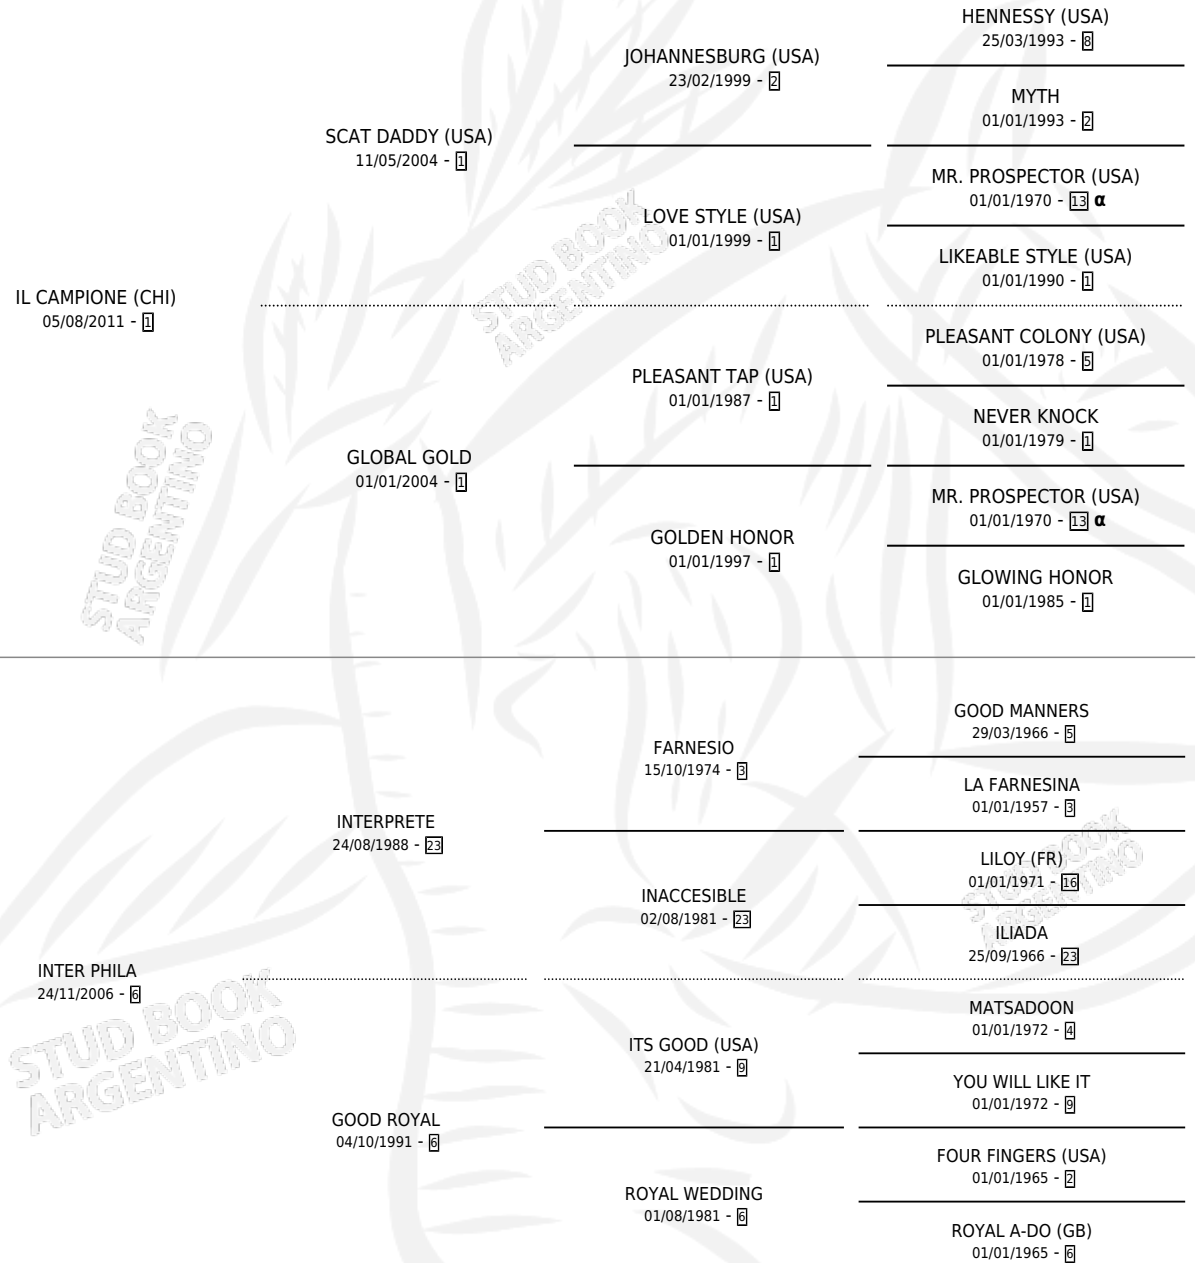 HENNESSY (USA)
25/03/1993 - 8
JOHANNESBURG (USA)
23/02/1999 - 2
MYTH
01/01/1993 - 2
SCAT DADDY (USA)
11/05/2004 - 1
MR. PROSPECTOR (USA)
01/01/1970 - 13 α
LOVE STYLE (USA)
01/01/1999 - 1
LIKEABLE STYLE (USA)
01/01/1990 - 1
IL CAMPIONE (CHI)
05/08/2011 - 1
PLEASANT COLONY (USA)
01/01/1978 - 5
PLEASANT TAP (USA)
01/01/1987 - 1
NEVER KNOCK
01/01/1979 - 1
GLOBAL GOLD
01/01/2004 - 1
MR. PROSPECTOR (USA)
01/01/1970 - 13 α
GOLDEN HONOR
01/01/1997 - 1
GLOWING HONOR
01/01/1985 - 1
STUD BOOK
ARGENTINO
STUD BOOK
ARGENTINO
GOOD MANNERS
29/03/1966 - 5
FARNESIO
15/10/1974 - 3
LA FARNESINA
01/01/1957 - 3
INTERPRETE
24/08/1988 - 23
LILOY (FR)
01/01/1971 - 16
INACCESIBLE
02/08/1981 - 23
ILIADA
25/09/1966 - 23
INTER PHILA
24/11/2006 - 6
MATSADOON
01/01/1972 - 4
ITS GOOD (USA)
21/04/1981 - 9
YOU WILL LIKE IT
01/01/1972 - 9
GOOD ROYAL
04/10/1991 - 6
FOUR FINGERS (USA)
01/01/1965 - 2
ROYAL WEDDING
01/08/1981 - 6
ROYAL A-DO (GB)
01/01/1965 - 6
STUD BOOK
ARGENTINO
STUD BOOK
ARGENTINO